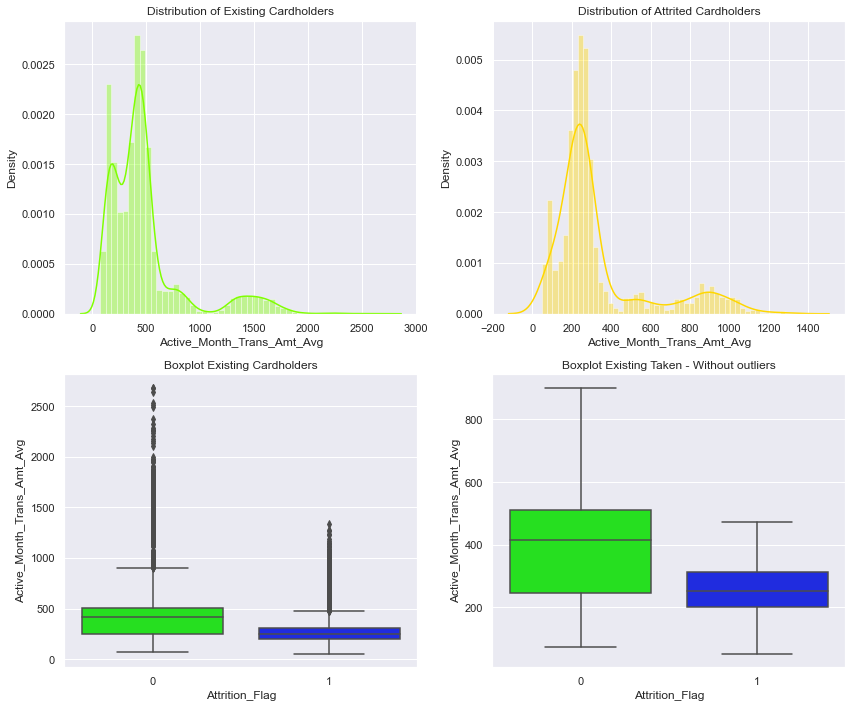 Distribution of Existing Cardholders
Density
0.0025
0.0020
0.0015
0.0010
0.0005
0.0000
0 500 1000 1500 2000 2500 3000
Active_Month_Trans_Amt_Avg
Distribution of Attrited Cardholders
Density
0.005
0.004
0.003
0.002
0.001
0.000
−200 0 200 400 600 800 1000 1200 1400
Active_Month_Trans_Amt_Avg
Boxplot Existing Cardholders
Active_Month_Trans_Amt_Avg
2500
2000
1500
1000
500
0
0 1
Attrition_Flag
Boxplot Existing Taken - Without outliers
Active_Month_Trans_Amt_Avg
800
600
400
200
0 1
Attrition_Flag